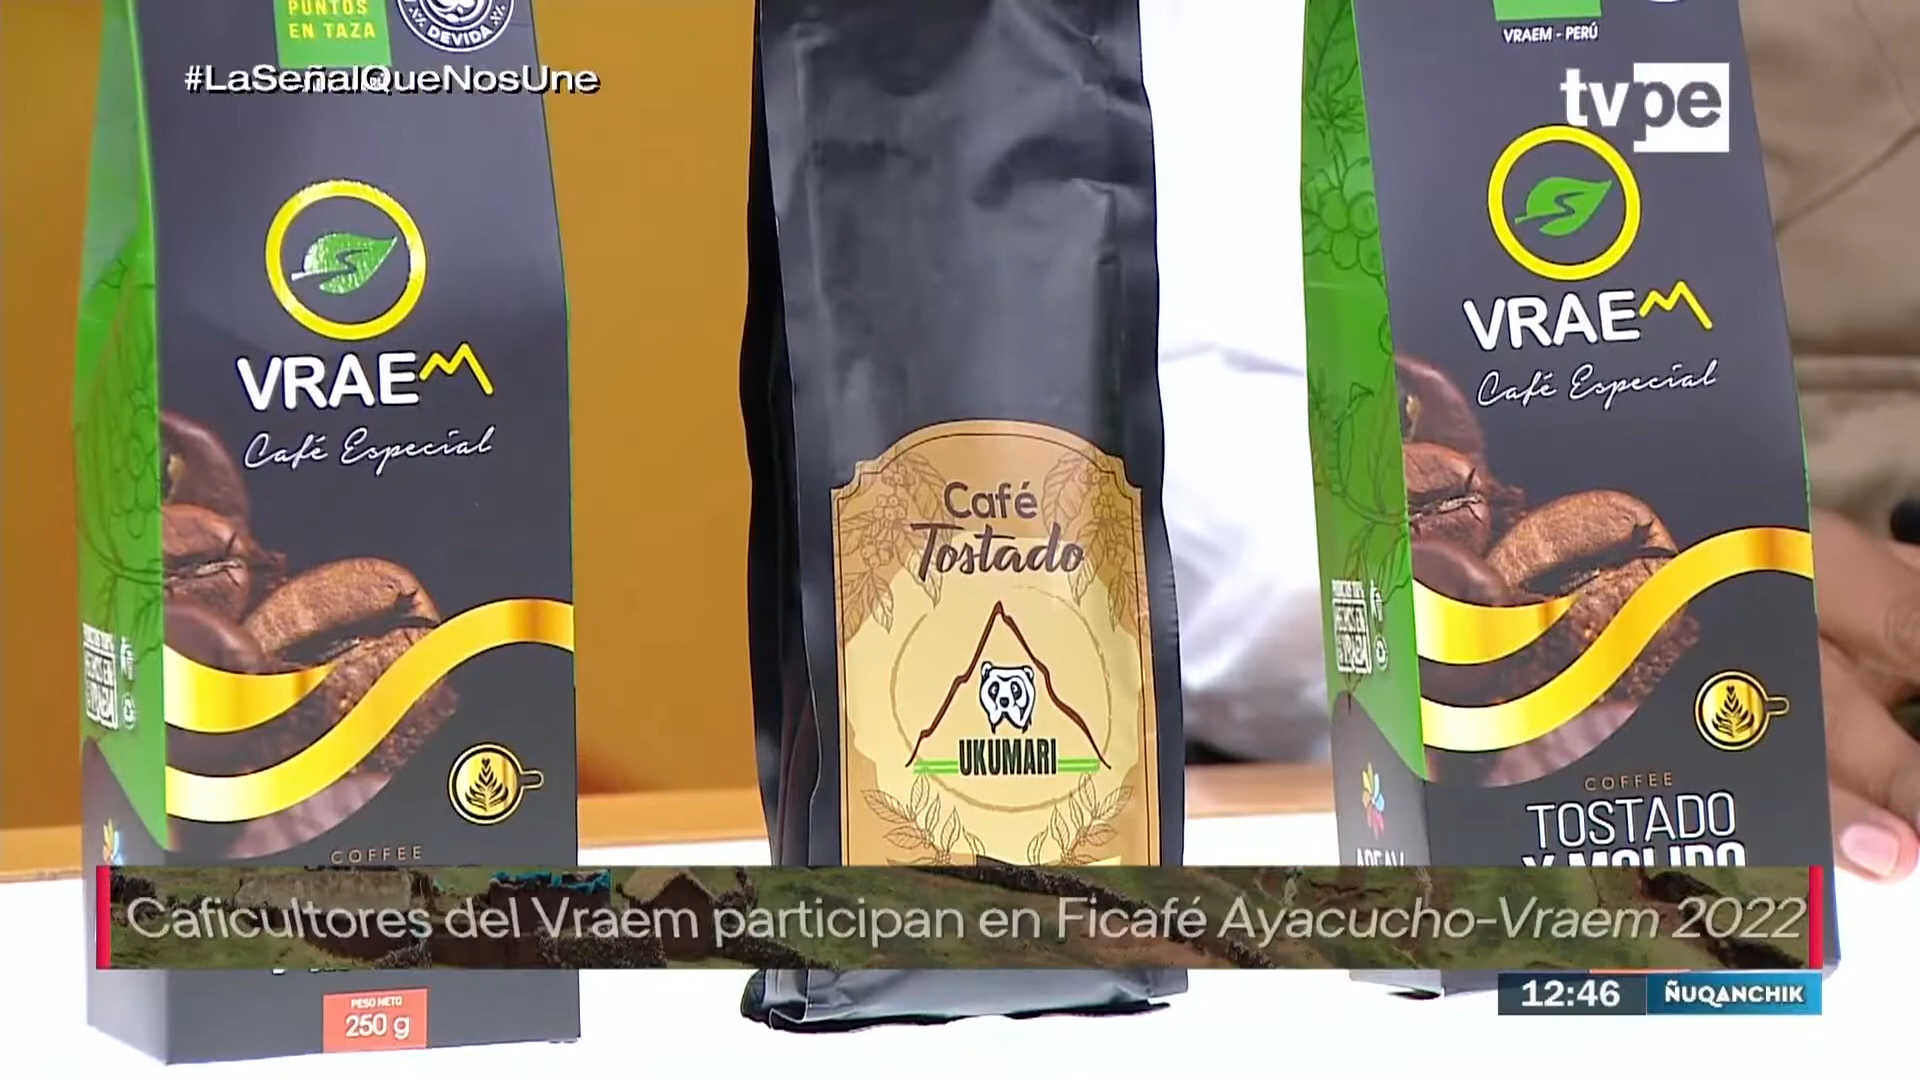 PUNTOS
EN TAZA
DEVIDA
#LaSeñalQueNosUne
VRAEM
Café Especial
COFFEE
PESO NETO
250 g
Café
Tostado
UKUMARI
VRAEM - PERÚ
tvpe
VRAEM
Café Especial
COFFEE
TOSTADO
Y MOLIDO
Caficultores del Vraem participan en Ficafé Ayacucho-Vraem 2022
12:46
ÑUQANCHIK